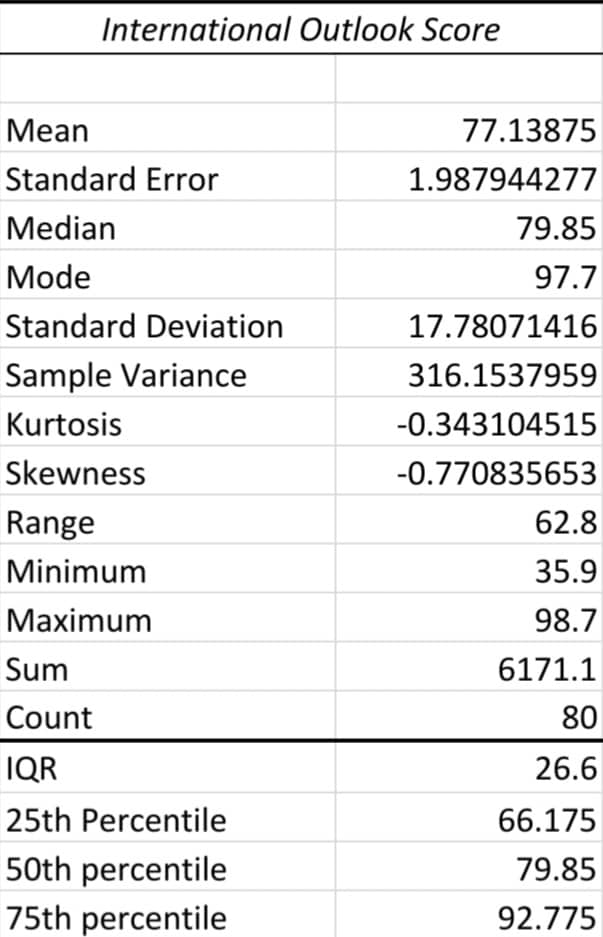 International Outlook Score
Mean 77.13875
Standard Error 1.987944277
Median 79.85
Mode 97.7
Standard Deviation 17.78071416
Sample Variance 316.1537959
Kurtosis -0.343104515
Skewness -0.770835653
Range 62.8
Minimum 35.9
Maximum 98.7
Sum 6171.1
Count 80
IQR 26.6
25th Percentile 66.175
50th percentile 79.85
75th percentile 92.775